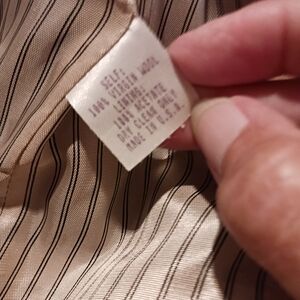 SELF:
100% VIRGIN WOOL
LINING:
100% ACETATE
DRY CLEAN ONLY
MADE IN U.S.A.